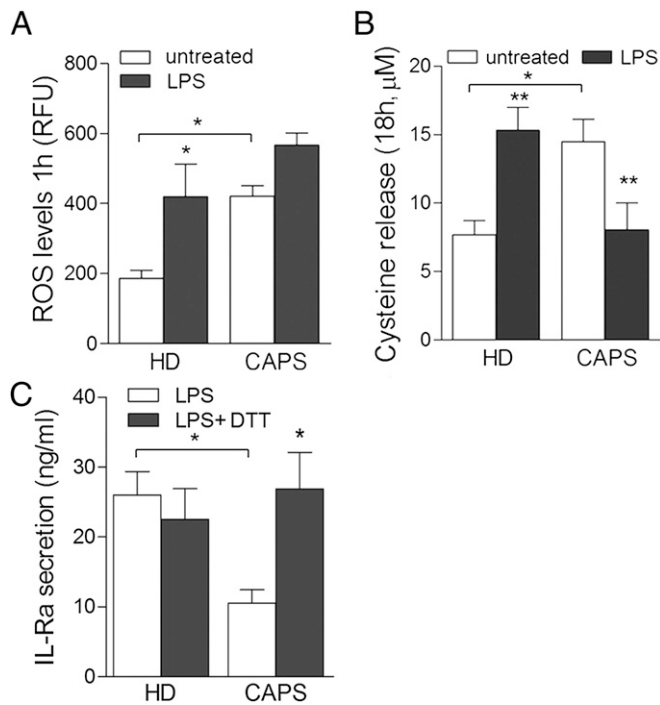 A
untreated
LPS
ROS levels 1h (RFU)
800
600
400
200
0
*
*
HD
CAPS
B
untreated
LPS
Cysteine release (18h, μM)
20
15
10
5
0
*
**
**
HD
CAPS
C
LPS
LPS+DTT
IL-Ra secretion (ng/ml)
40
30
20
10
0
*
*
HD
CAPS